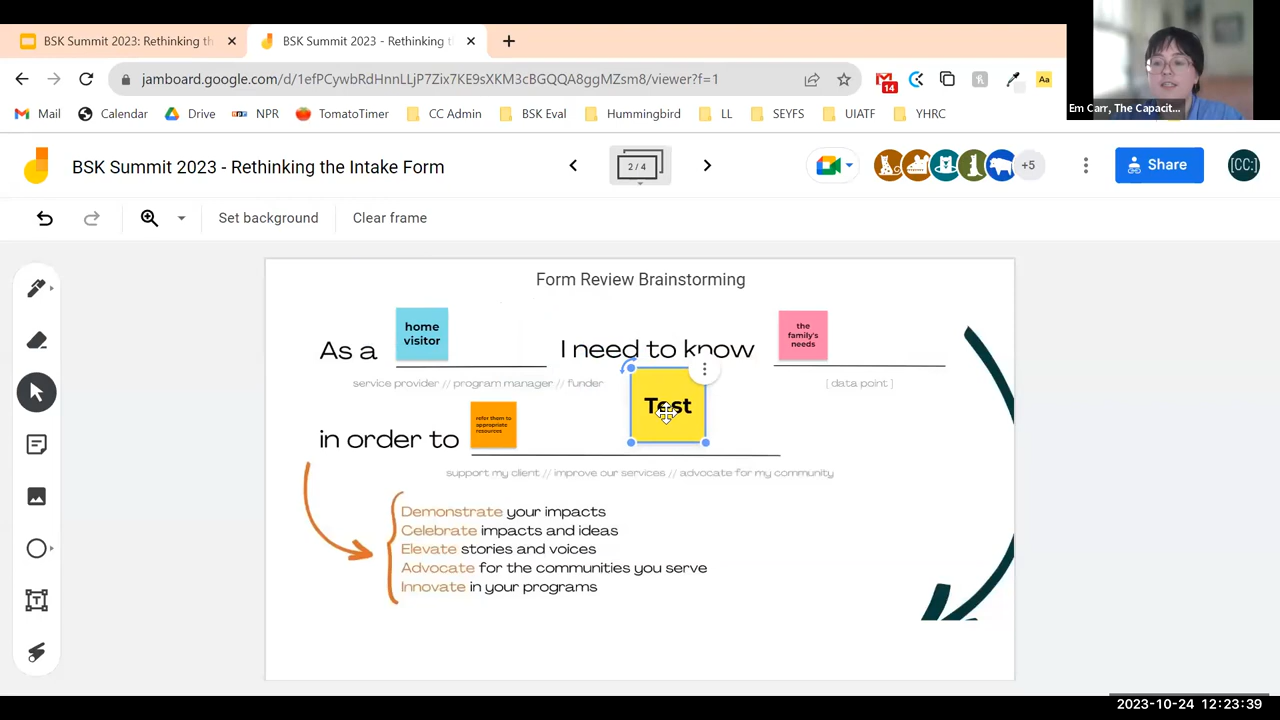 BSK Summit 2023: Rethinking th
BSK Summit 2023 - Rethinking t
jamboard.google.com/d/1efPCywbRdHnnLLjP7Zix7KE9sXKM3cBGQQA8ggMZsm8/viewer?f=1
14
Aa
Em Carr, The Capacit...
Mail
Calendar
Drive
NPR
TomatoTimer
CC Admin
BSK Eval
Hummingbird
LL
SEYFS
UIATF
YHRC
BSK Summit 2023 - Rethinking the Intake Form
2 / 4
+5
Share
[CC:]
Set background
Clear frame
Form Review Brainstorming
As a
home
visitor
I need to know
the
family's
needs
service provider // program manager // funder
[ data point ]
in order to
refer them to
appropriate
resources
Test
support my client // improve our services // advocate for my community
Demonstrate your impacts
Celebrate impacts and ideas
Elevate stories and voices
Advocate for the communities you serve
Innovate in your programs
2023-10-24 12:23:39